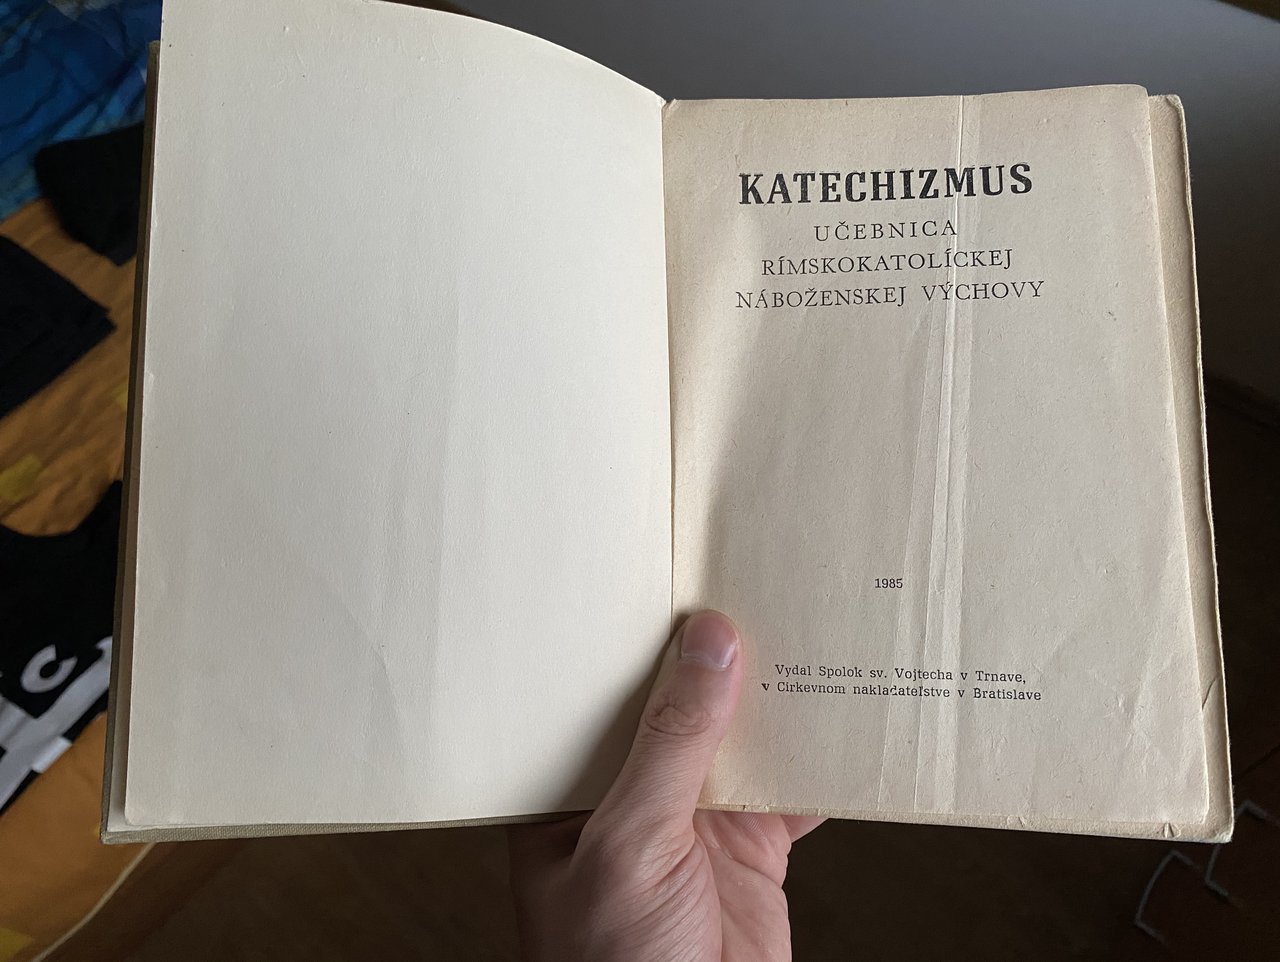 KATECHIZMUS
UČEBNICA
RÍMSKOKATOLÍCKEJ
NÁBOŽENSKEJ VÝCHOVY
1985
Vydal Spolok sv. Vojtecha v Trnave,
v Cirkevnom nakladateľstve v Bratislave
C